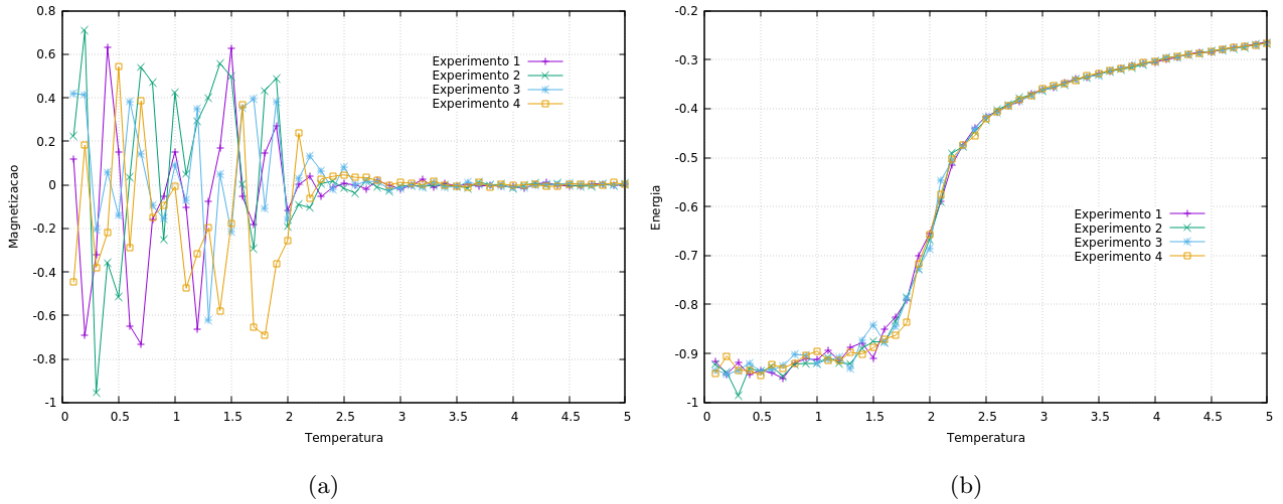 0.8
0.6
0.4
0.2
0
-0.2
-0.4
-0.6
-0.8
-1
Magnetizacao
Experimento 1
Experimento 2
Experimento 3
Experimento 4
0 0.5 1 1.5 2 2.5 3 3.5 4 4.5 5
Temperatura
(a)
-0.2
-0.3
-0.4
-0.5
-0.6
-0.7
-0.8
-0.9
-1
Energia
Experimento 1
Experimento 2
Experimento 3
Experimento 4
0 0.5 1 1.5 2 2.5 3 3.5 4 4.5 5
Temperatura
(b)